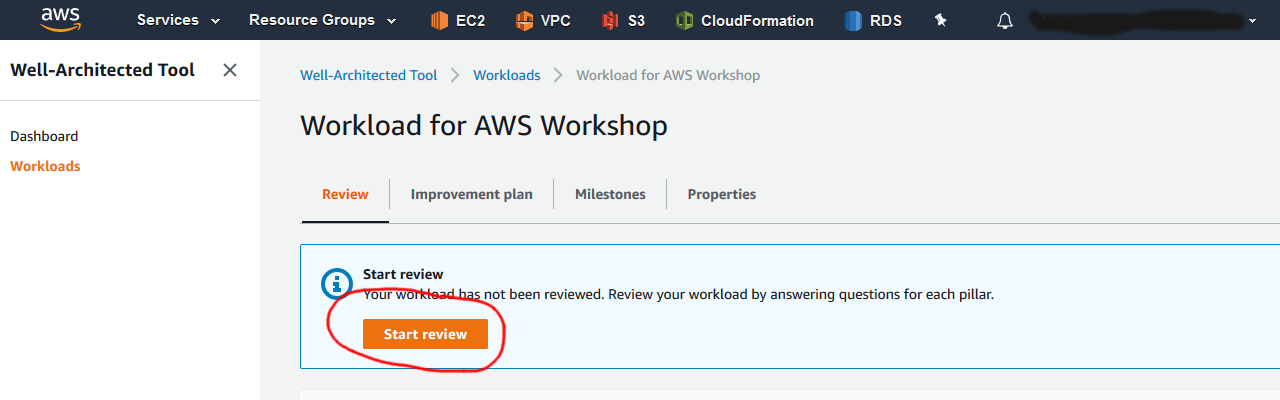 aws Services Resource Groups EC2 VPC S3 CloudFormation RDS
Well-Architected Tool
Dashboard
Workloads
Well-Architected Tool > Workloads > Workload for AWS Workshop
Workload for AWS Workshop
Review Improvement plan Milestones Properties
Start review
Your workload has not been reviewed. Review your workload by answering questions for each pillar.
Start review